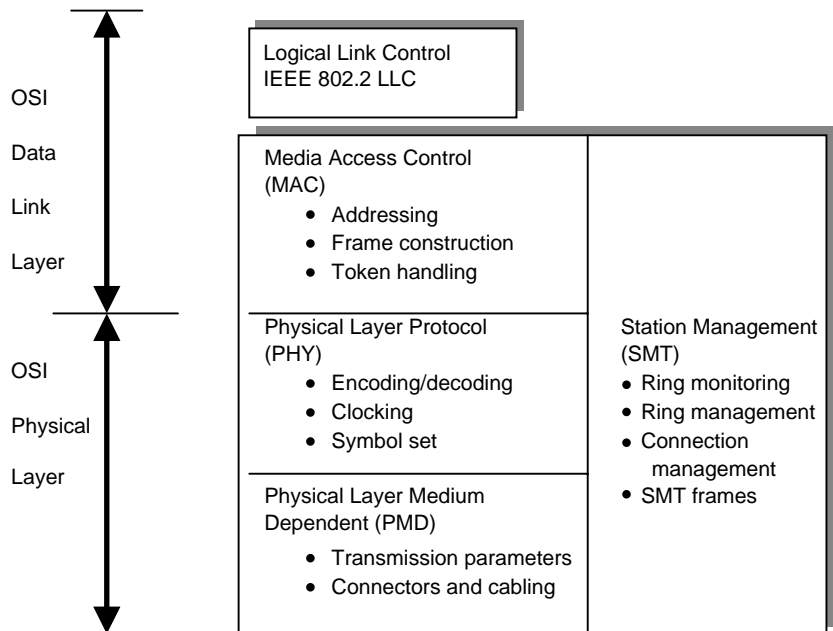 OSI
Data
Link
Layer
OSI
Physical
Layer
Logical Link Control
IEEE 802.2 LLC
Media Access Control
(MAC)
• Addressing
• Frame construction
• Token handling
Physical Layer Protocol
(PHY)
• Encoding/decoding
• Clocking
• Symbol set
Physical Layer Medium
Dependent (PMD)
• Transmission parameters
• Connectors and cabling
Station Management
(SMT)
• Ring monitoring
• Ring management
• Connection
management
• SMT frames